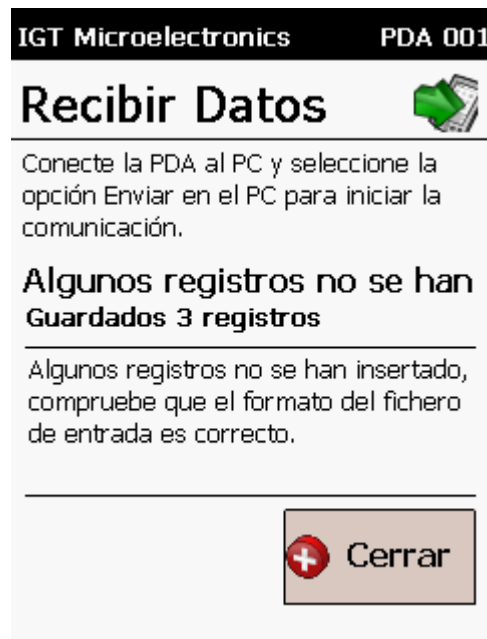 IGT Microelectronics PDA 001
Recibir Datos
Conecte la PDA al PC y seleccione la
opción Enviar en el PC para iniciar la
comunicación.
Algunos registros no se han
Guardados 3 registros
Algunos registros no se han insertado,
compruebe que el formato del fichero
de entrada es correcto.
Cerrar